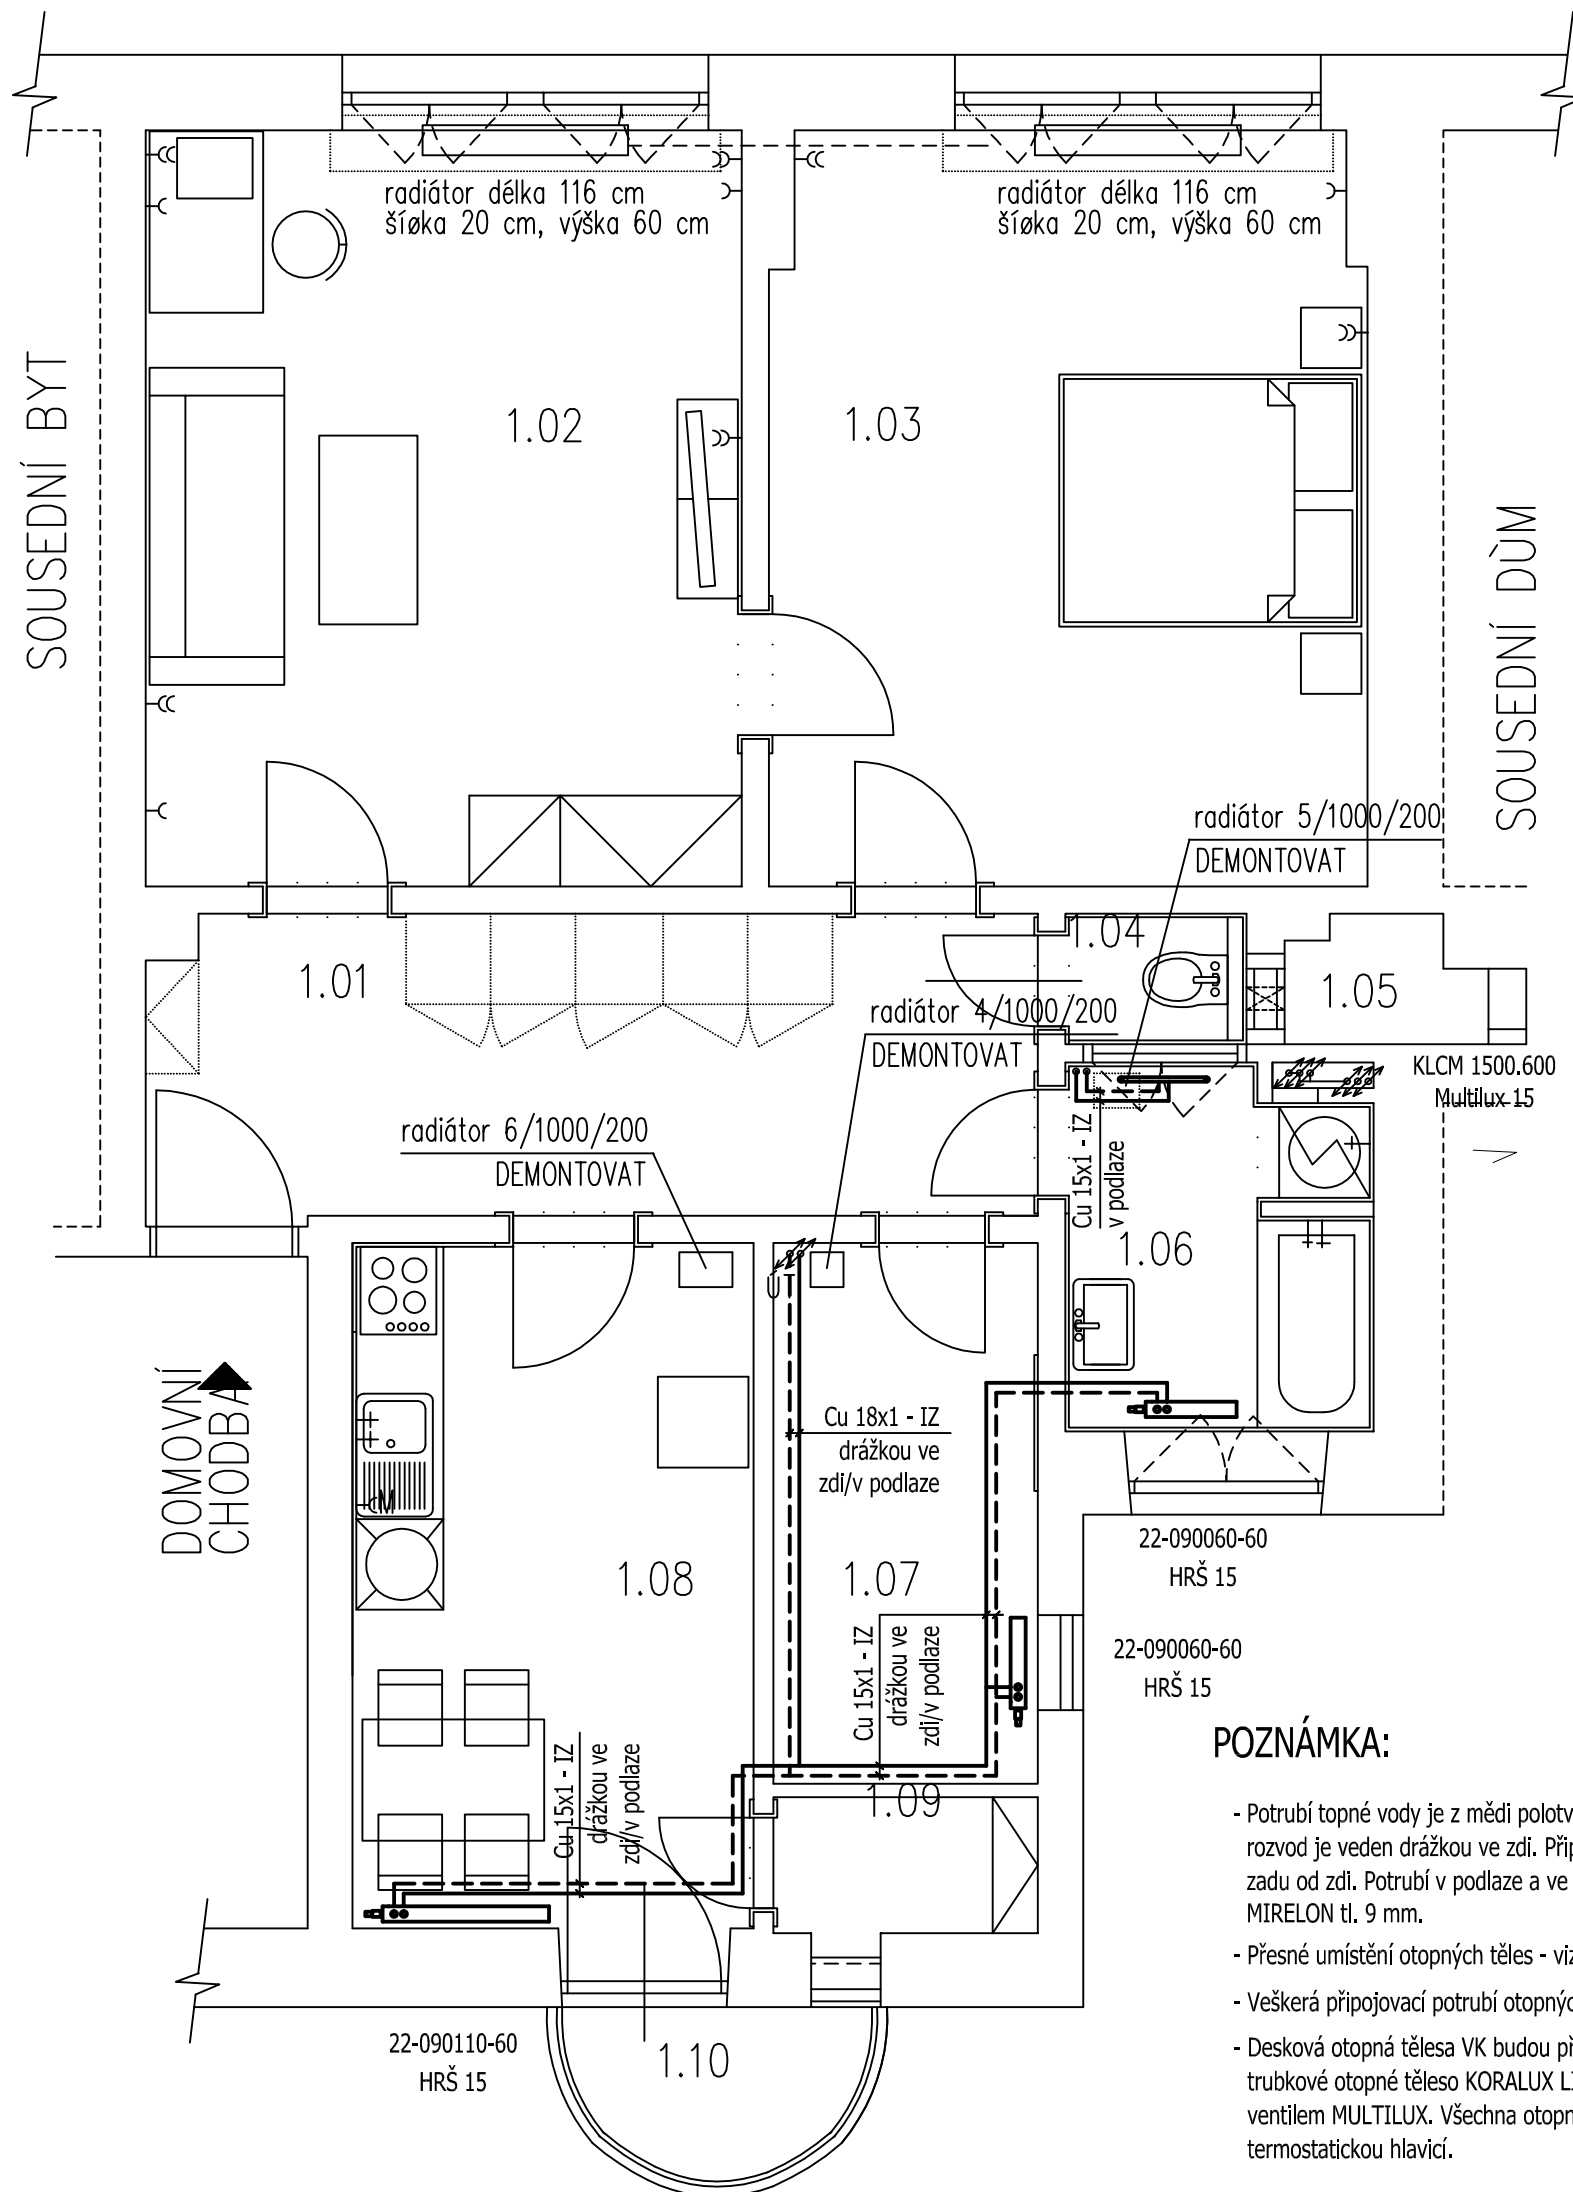 radiátor délka 116 cm
šíøka 20 cm, výška 60 cm
radiátor délka 116 cm
šíøka 20 cm, výška 60 cm
SOUSEDNÍ BYT
1.02
1.03
SOUSEDNÍ DÙM
radiátor 5/1000/200
DEMONTOVAT
1.01
1.04
1.05
radiátor 4/1000/200
DEMONTOVAT
KLCM 1500.600
Multilux 15
radiátor 6/1000/200
DEMONTOVAT
Cu 15x1 - IZ
v podlaze
1.06
DOMOVNÍ
CHODBA
Cu 18x1 - IZ
drážkou ve
zdi/v podlaze
CM
1.08
1.07
22-090060-60
HRŠ 15
Cu 15x1 - IZ
drážkou ve
zdi/v podlaze
22-090060-60
HRŠ 15
Cu 15x1 - IZ
drážkou ve
zdi/v podlaze
1.09
POZNÁMKA:
- Potrubí topné vody je z mědi polotv
rozvod je veden drážkou ve zdi. Přip
zadu od zdi. Potrubí v podlaze a ve
MIRELON tl. 9 mm.
- Přesné umístění otopných těles - viz
- Veškerá připojovací potrubí otopnýc
- Desková otopná tělesa VK budou př
trubkové otopné těleso KORALUX LI
ventilem MULTILUX. Všechna otopn
termostatickou hlavicí.
22-090110-60
HRŠ 15
1.10